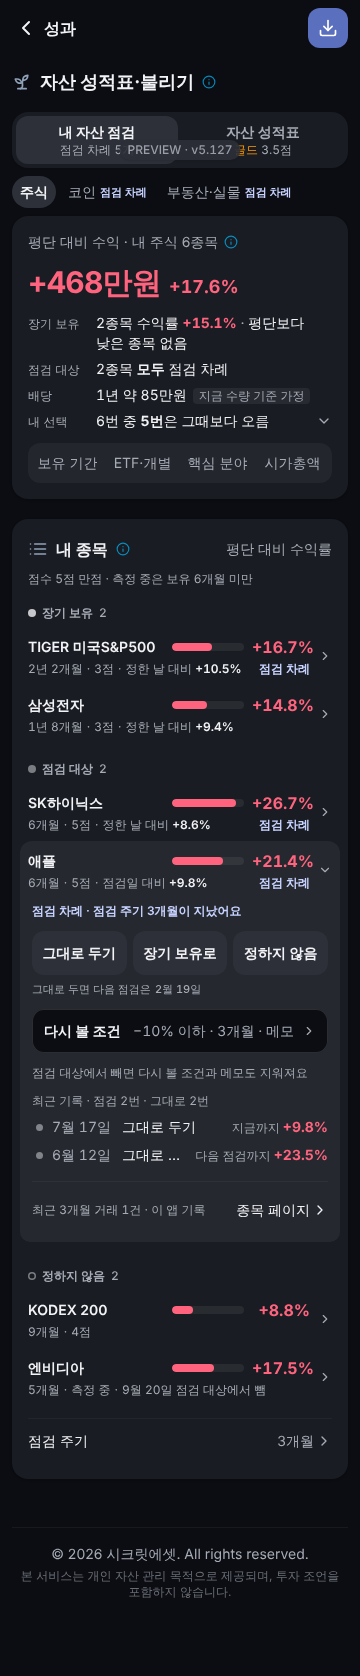 성과
자산 성적표·불리기
내 자산 점검
자산 성적표
점검 차례 5
PREVIEW · v5.127
골드 3.5점
주식
코인 점검 차례
부동산·실물 점검 차례
평단 대비 수익 · 내 주식 6종목
+468만원 +17.6%
장기 보유 2종목 수익률 +15.1% · 평단보다
낮은 종목 없음
점검 대상 2종목 모두 점검 차례
배당 1년 약 85만원 지금 수량 기준 가정
내 선택 6번 중 5번은 그때보다 오름
보유 기간 ETF·개별 핵심 분야 시가총액
내 종목 평단 대비 수익률
점수 5점 만점 · 측정 중은 보유 6개월 미만
장기 보유 2
TIGER 미국S&P500 +16.7%
2년 2개월 · 3점 · 정한 날 대비 +10.5% 점검 차례
삼성전자 +14.8%
1년 8개월 · 3점 · 정한 날 대비 +9.4%
점검 대상 2
SK하이닉스 +26.7%
6개월 · 5점 · 정한 날 대비 +8.6% 점검 차례
애플 +21.4%
6개월 · 5점 · 점검일 대비 +9.8% 점검 차례
점검 차례 · 점검 주기 3개월이 지났어요
그대로 두기 장기 보유로 정하지 않음
그대로 두면 다음 점검은 2월 19일
다시 볼 조건 −10% 이하 · 3개월 · 메모
점검 대상에서 빼면 다시 볼 조건과 메모도 지워져요
최근 기록 · 점검 2번 · 그대로 2번
7월 17일 그대로 두기 지금까지 +9.8%
6월 12일 그대로 ... 다음 점검까지 +23.5%
최근 3개월 거래 1건 · 이 앱 기록 종목 페이지
정하지 않음 2
KODEX 200 +8.8%
9개월 · 4점
엔비디아 +17.5%
5개월 · 측정 중 · 9월 20일 점검 대상에서 뺌
점검 주기 3개월
© 2026 시크릿에셋. All rights reserved.
본 서비스는 개인 자산 관리 목적으로 제공되며, 투자 조언을
포함하지 않습니다.